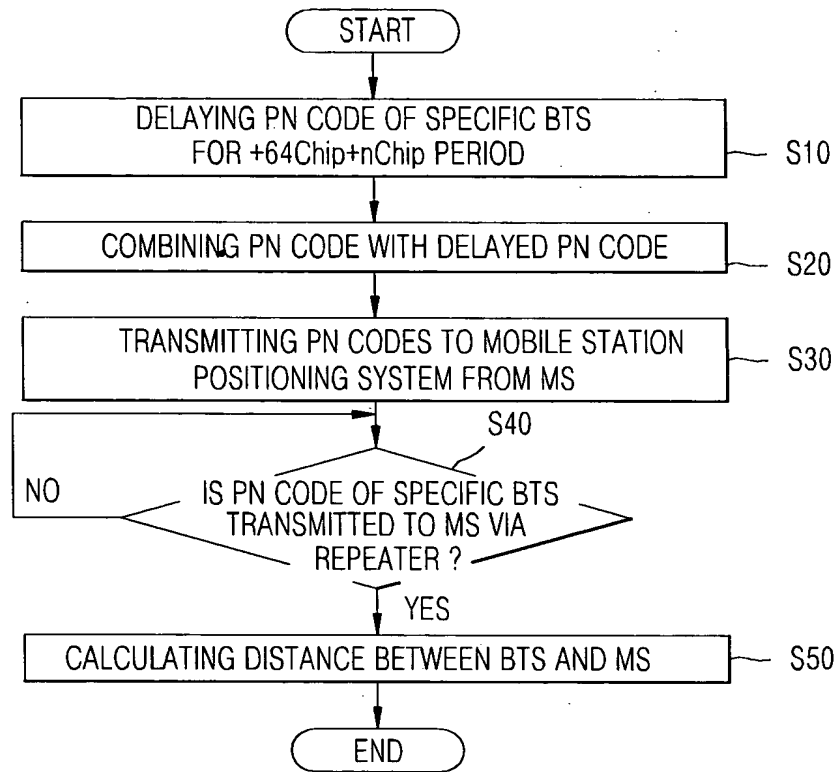 START
DELAYING PN CODE OF SPECIFIC BTS
FOR +64Chip+nChip PERIOD
S10
COMBINING PN CODE WITH DELAYED PN CODE
S20
TRANSMITTING PN CODES TO MOBILE STATION
POSITIONING SYSTEM FROM MS
S30
S40
NO
IS PN CODE OF SPECIFIC BTS
TRANSMITTED TO MS VIA
REPEATER ?
YES
CALCULATING DISTANCE BETWEEN BTS AND MS
S50
END